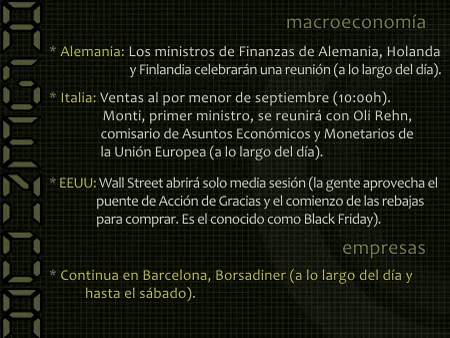 macroeconomía
* Alemania: Los ministros de Finanzas de Alemania, Holanda
y Finlandia celebrarán una reunión (a lo largo del día).
* Italia: Ventas al por menor de septiembre (10:00h).
Monti, primer ministro, se reunirá con Oli Rehn,
comisario de Asuntos Económicos y Monetarios de
la Unión Europea (a lo largo del día).
* EEUU: Wall Street abrirá solo media sesión (la gente aprovecha el
puente de Acción de Gracias y el comienzo de las rebajas
para comprar. Es el conocido como Black Friday).
empresas
* Continua en Barcelona, Borsadiner (a lo largo del día y
hasta el sábado).